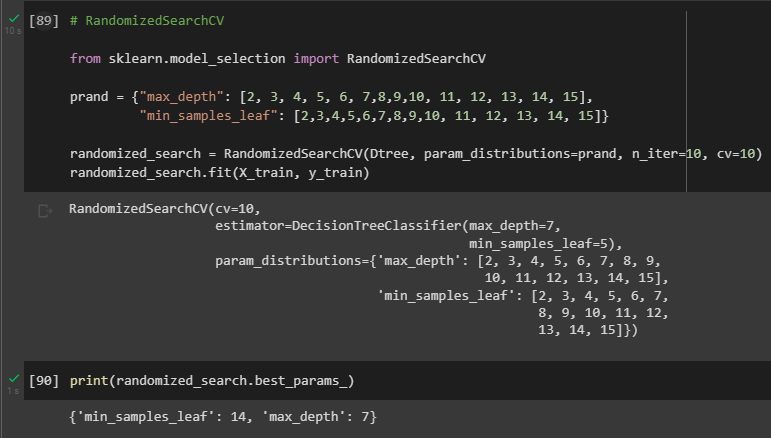 [89] # RandomizedSearchCV
10 s
from sklearn.model_selection import RandomizedSearchCV
prand = {"max_depth": [2, 3, 4, 5, 6, 7,8,9,10, 11, 12, 13, 14, 15],
"min_samples_leaf": [2,3,4,5,6,7,8,9,10, 11, 12, 13, 14, 15]}
randomized_search = RandomizedSearchCV(Dtree, param_distributions=prand, n_iter=10, cv=10)
randomized_search.fit(X_train, y_train)
RandomizedSearchCV(cv=10,
estimator=DecisionTreeClassifier(max_depth=7,
min_samples_leaf=5),
param_distributions={'max_depth': [2, 3, 4, 5, 6, 7, 8, 9,
10, 11, 12, 13, 14, 15],
'min_samples_leaf': [2, 3, 4, 5, 6, 7,
8, 9, 10, 11, 12,
13, 14, 15]})
[90] print(randomized_search.best_params_)
1 s
{'min_samples_leaf': 14, 'max_depth': 7}